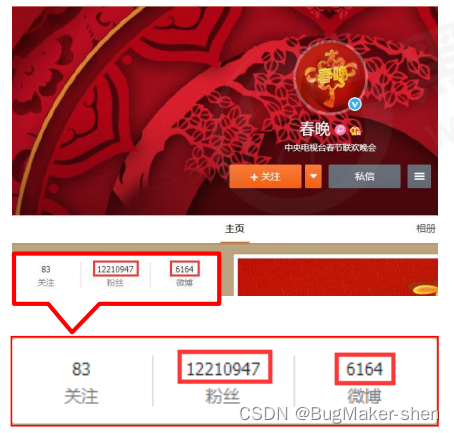 春晚
春晚
中央电视台春节联欢晚会
+关注
私信
主页 相册
83 12210947 6164
关注 粉丝 微博
83 12210947 6164
关注 粉丝 微博
CSDN @BugMaker-shen